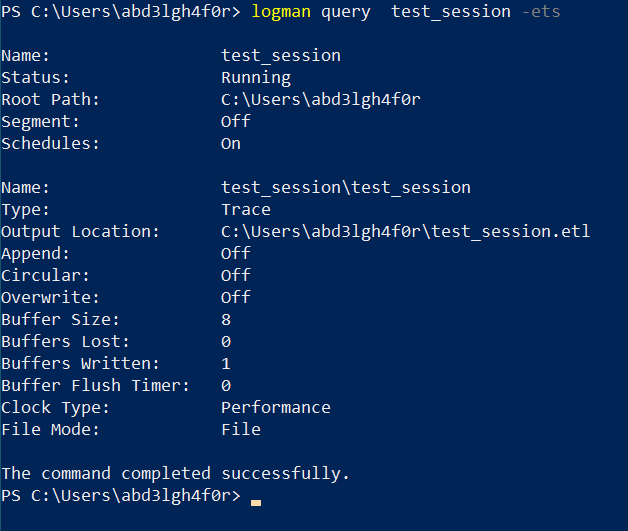 PS C:\Users\abd3lgh4f0r> logman query  test_session -ets
Name:                 test_session
Status:               Running
Root Path:            C:\Users\abd3lgh4f0r
Segment:              Off
Schedules:            On
Name:                 test_session\test_session
Type:                 Trace
Output Location:      C:\Users\abd3lgh4f0r\test_session.etl
Append:               Off
Circular:             Off
Overwrite:            Off
Buffer Size:          8
Buffers Lost:         0
Buffers Written:      1
Buffer Flush Timer:   0
Clock Type:           Performance
File Mode:            File
The command completed successfully.
PS C:\Users\abd3lgh4f0r>